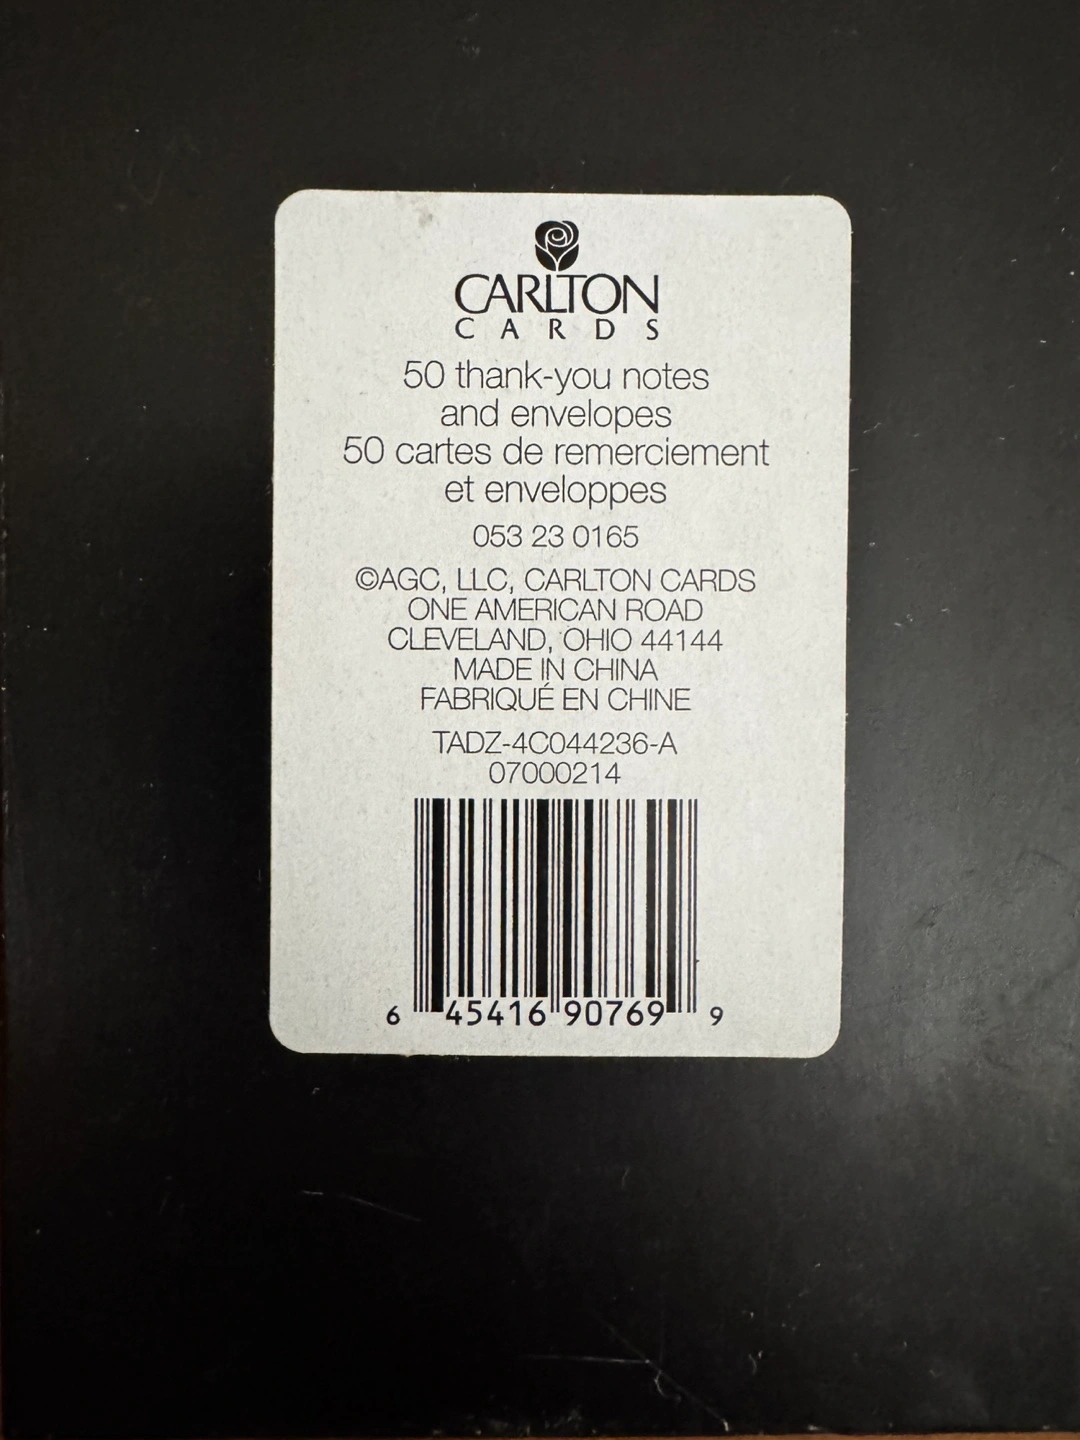 CARLTON
CARDS
50 thank-you notes
and envelopes
50 cartes de remerciement
et enveloppes
053 23 0165
©AGC, LLC, CARLTON CARDS
ONE AMERICAN ROAD
CLEVELAND, OHIO 44144
MADE IN CHINA
FABRIQUÉ EN CHINE
TADZ-4C044236-A
07000214
6 45416 90769 9